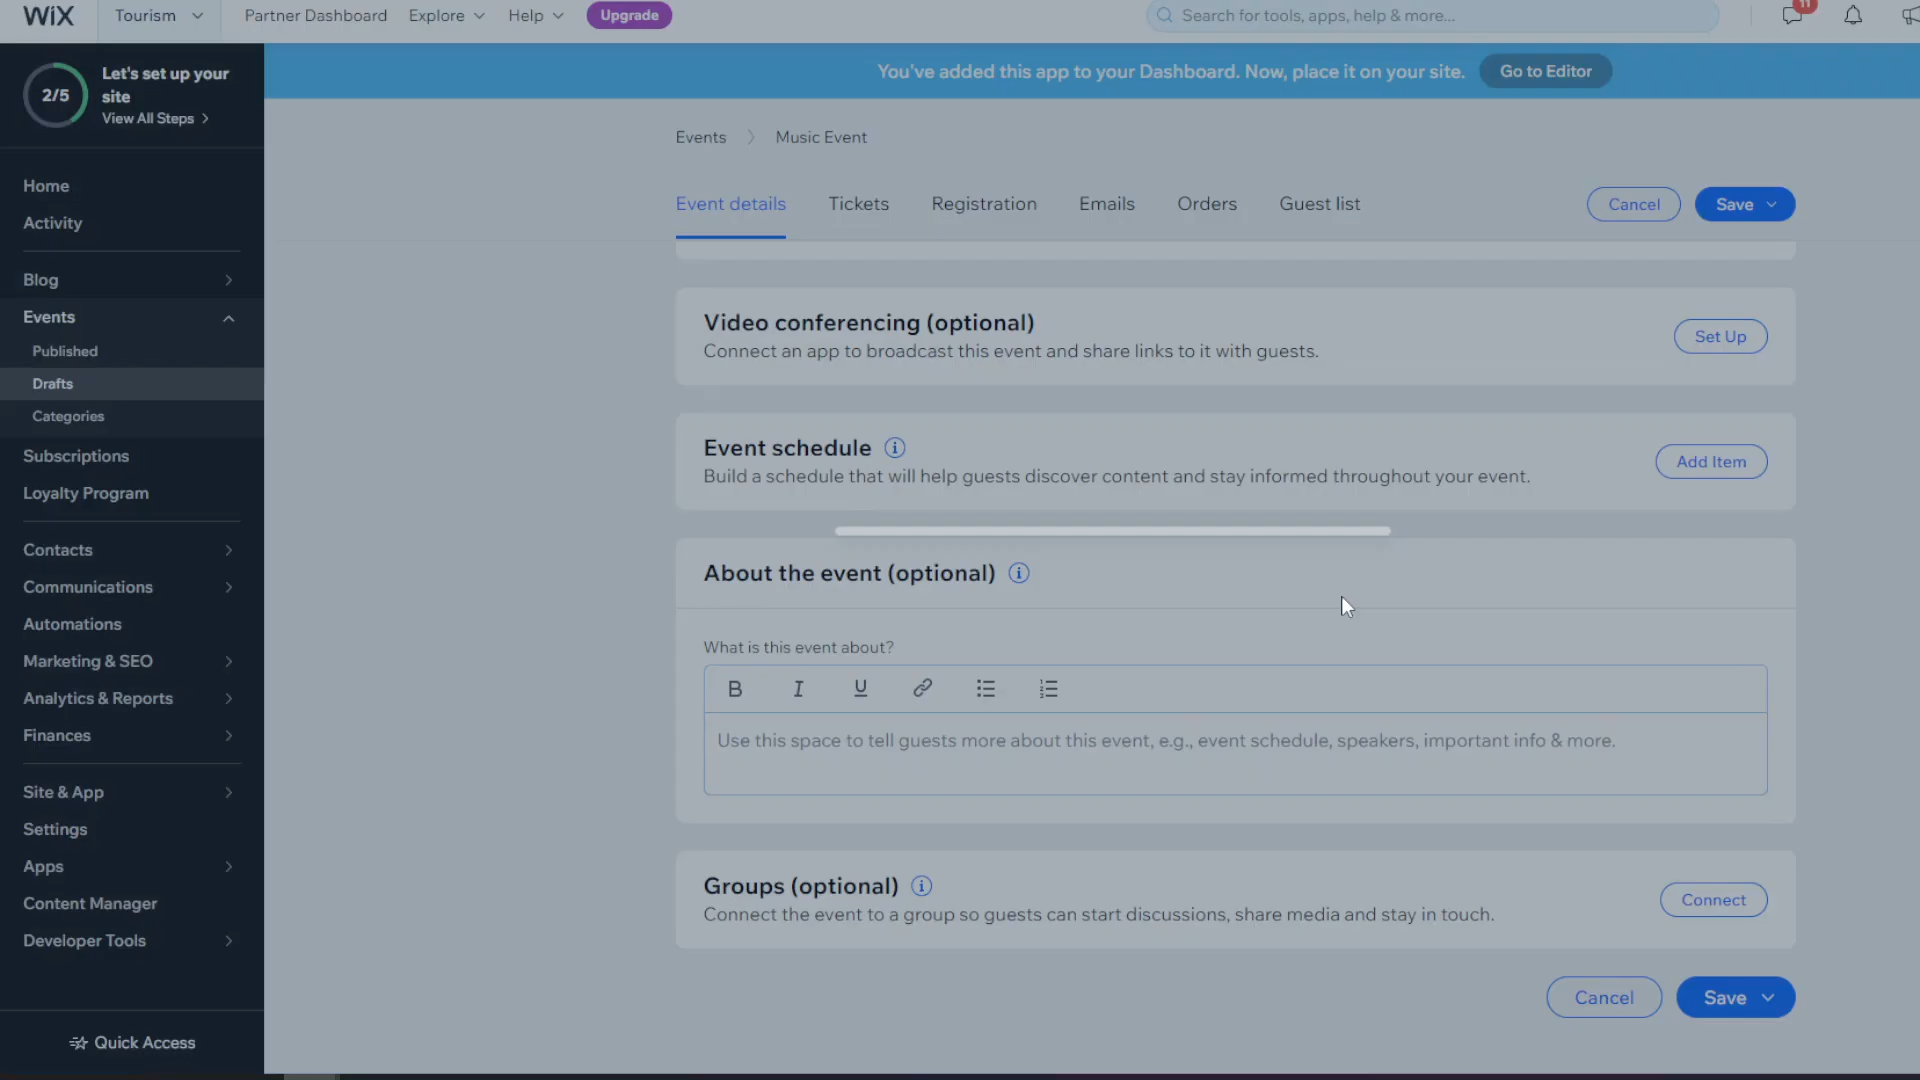 WiX
Tourism
Partner Dashboard
Explore
Help
Upgrade
Search for tools, apps, help & more...
11
2/5
Let's set up your
site
View All Steps
You've added this app to your Dashboard. Now, place it on your site.
Go to Editor
Home
Activity
Blog
Events
Published
Drafts
Categories
Subscriptions
Loyalty Program
Contacts
Communications
Automations
Marketing & SEO
Analytics & Reports
Finances
Site & App
Settings
Apps
Content Manager
Developer Tools
Quick Access
Events
Music Event
Event details
Tickets
Registration
Emails
Orders
Guest list
Cancel
Save
Video conferencing (optional)
Connect an app to broadcast this event and share links to it with guests.
Set Up
Event schedule
Build a schedule that will help guests discover content and stay informed throughout your event.
Add Item
About the event (optional)
What is this event about?
B I U
Use this space to tell guests more about this event, e.g., event schedule, speakers, important info & more.
Groups (optional)
Connect the event to a group so guests can start discussions, share media and stay in touch.
Connect
Cancel
Save